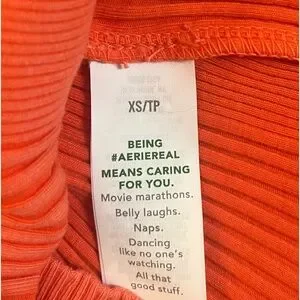 XS/TP
BEING
#AERIEREAL
MEANS CARING
FOR YOU.
Movie marathons.
Belly laughs.
Naps.
Dancing
like no one's
watching.
All that
good stuff.